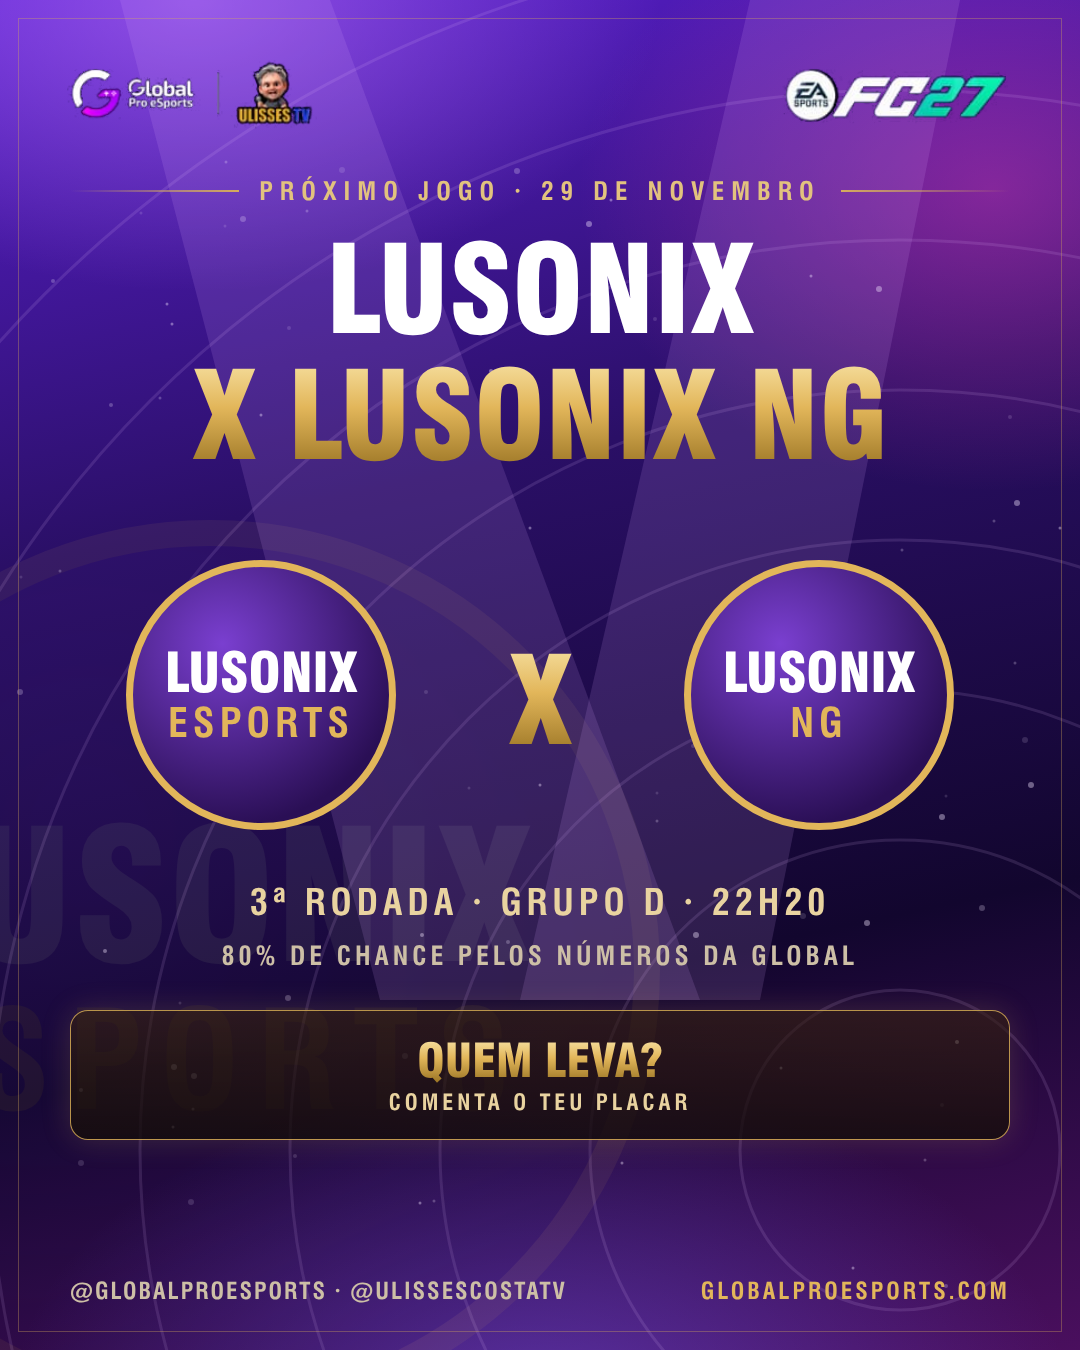 Global
Pro eSports
ULISSES TV
EA SPORTS FC27
PRÓXIMO JOGO · 29 DE NOVEMBRO
LUSONIX
X LUSONIX NG
LUSONIX
ESPORTS
X
LUSONIX
NG
USONIX
SPORTS
3ª RODADA · GRUPO D · 22H20
80% DE CHANCE PELOS NÚMEROS DA GLOBAL
QUEM LEVA?
COMENTA O TEU PLACAR
@GLOBALPROESPORTS · @ULISSESCOSTATV
GLOBALPROESPORTS.COM